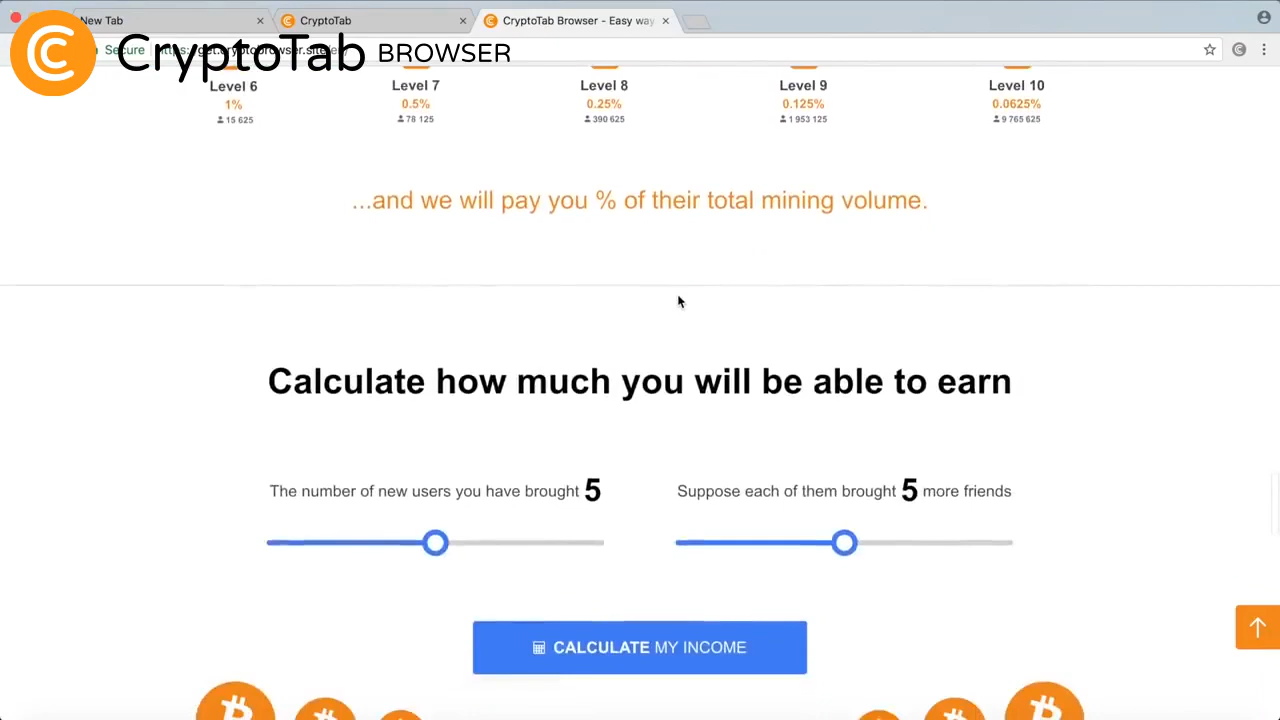 New Tab
CryptoTab
CryptoTab Browser - Easy way
CryptoTab BROWSER
Secure
Level 6
Level 7
Level 8
Level 9
Level 10
1%
0.5%
0.25%
0.125%
0.0625%
15 625
78 125
390 625
1 953 125
9 765 625
...and we will pay you % of their total mining volume.
Calculate how much you will be able to earn
The number of new users you have brought 5
Suppose each of them brought 5 more friends
CALCULATE MY INCOME